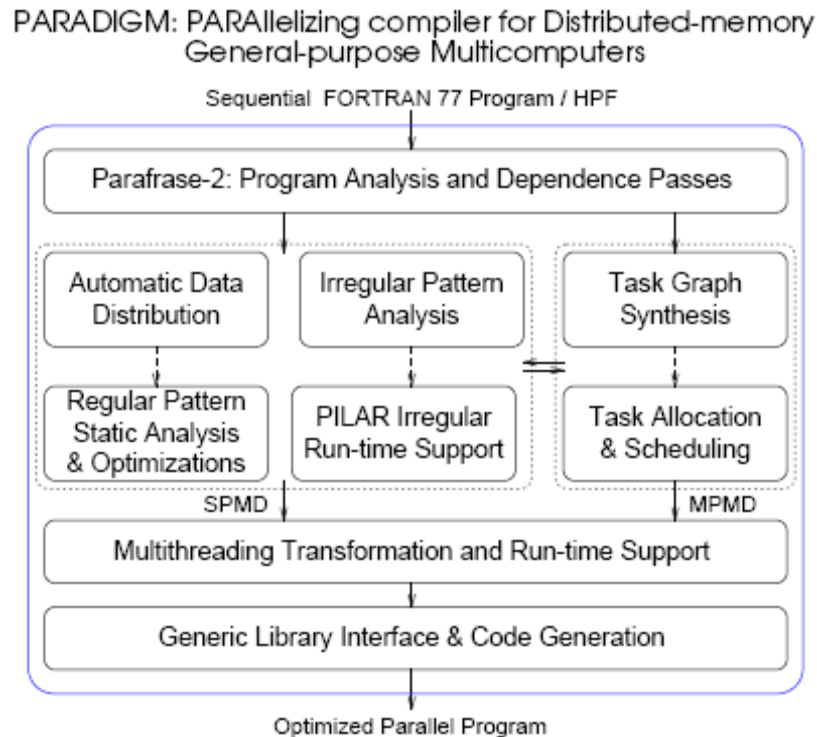 PARADIGM: PARAllelizing compiler for Distributed-memory
General-purpose Multicomputers
Sequential FORTRAN 77 Program / HPF
Parafrase-2: Program Analysis and Dependence Passes
Automatic Data
Distribution
Irregular Pattern
Analysis
Task Graph
Synthesis
Regular Pattern
Static Analysis
& Optimizations
PILAR Irregular
Run-time Support
Task Allocation
& Scheduling
SPMD
MPMD
Multithreading Transformation and Run-time Support
Generic Library Interface & Code Generation
Optimized Parallel Program